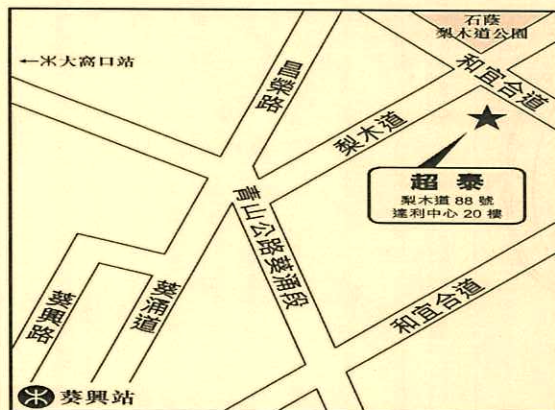 石蔭
梨木道公園
←大窩口站
昌榮路
和宜合道
梨木道
超泰
梨木道 88 號
達利中心 20 樓
青山公路葵涌段
和宜合道
葵興路
葵涌道
葵興站